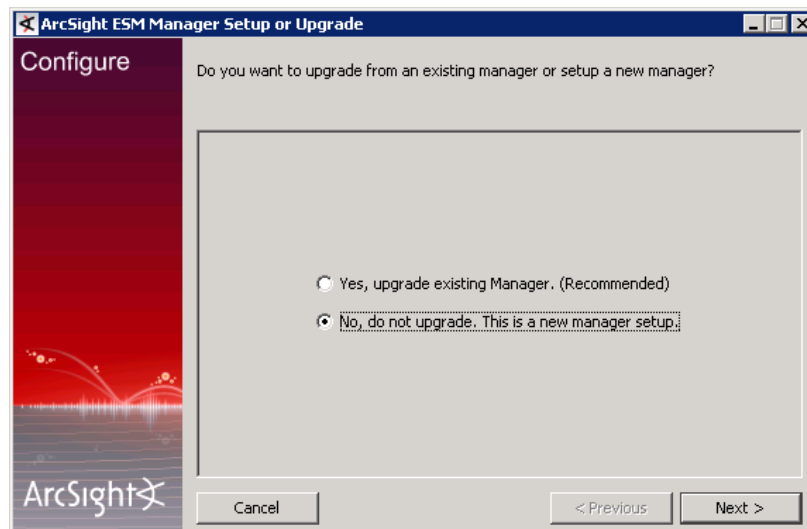 ArcSight ESM Manager Setup or Upgrade
Configure
Do you want to upgrade from an existing manager or setup a new manager?
Yes, upgrade existing Manager. (Recommended)
No, do not upgrade. This is a new manager setup.
ArcSight
Cancel
< Previous
Next >